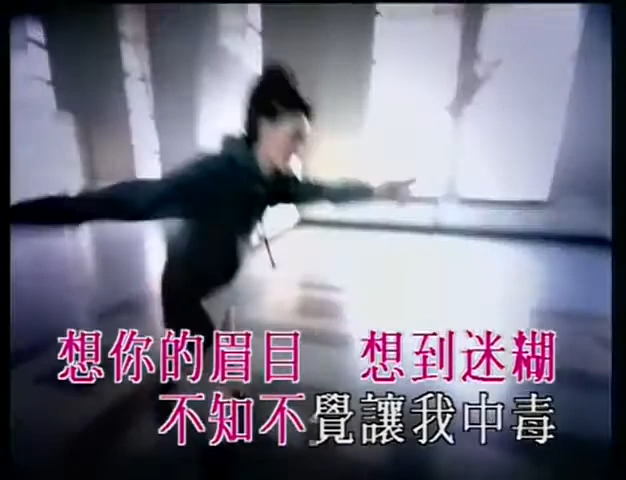 想你的眉目　想到迷糊
不知不覺讓我中毒